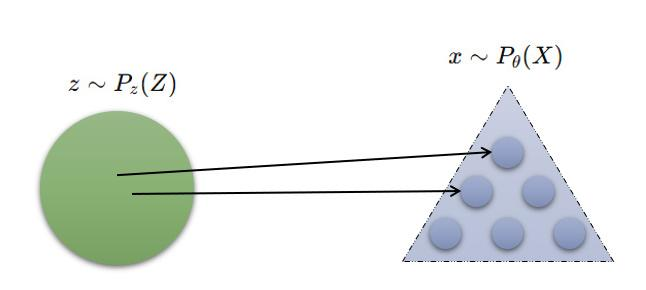 z ∼ P_z(Z)
x ∼ P_θ(X)